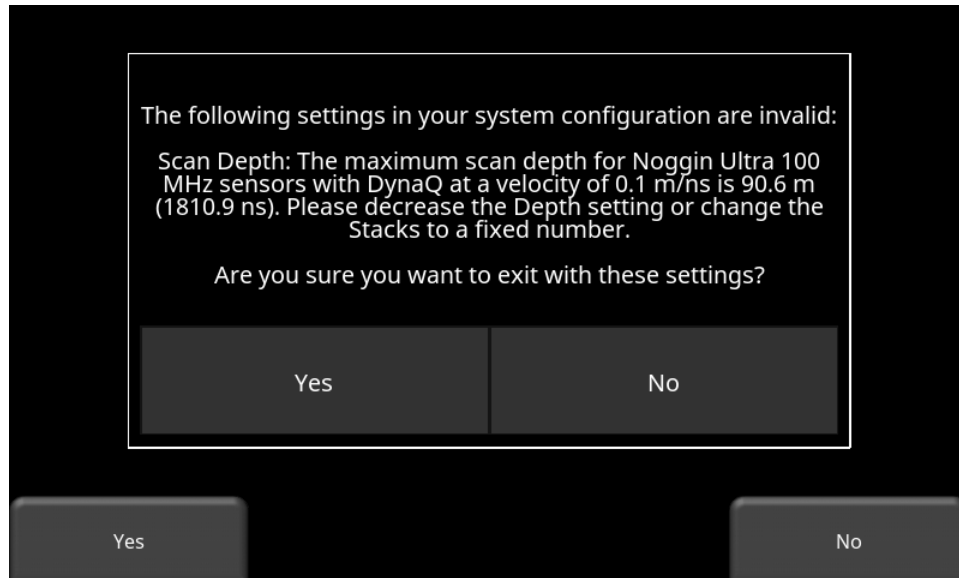 The following settings in your system configuration are invalid:
Scan Depth: The maximum scan depth for Noggin Ultra 100
MHz sensors with DynaQ at a velocity of 0.1 m/ns is 90.6 m
(1810.9 ns). Please decrease the Depth setting or change the
Stacks to a fixed number.
Are you sure you want to exit with these settings?
Yes
No
Yes
No